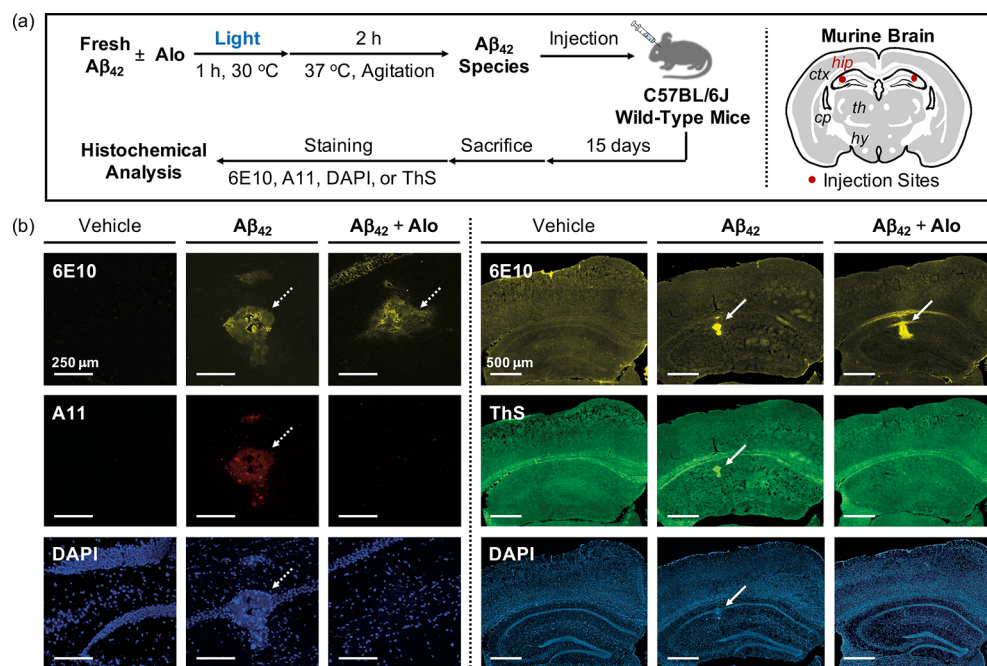 (a)
Fresh Aβ₄₂ ± Alo
Light
1 h, 30 °C
2 h
37 °C, Agitation
Aβ₄₂ Species
Injection
C57BL/6J
Wild-Type Mice
15 days
Sacrifice
Staining
6E10, A11, DAPI, or ThS
Histochemical
Analysis
Murine Brain
hip
ctx
cp
th
hy
Injection Sites
(b)
Vehicle
Aβ₄₂
Aβ₄₂ + Alo
Vehicle
Aβ₄₂
Aβ₄₂ + Alo
6E10
250 μm
6E10
500 μm
A11
ThS
DAPI
DAPI